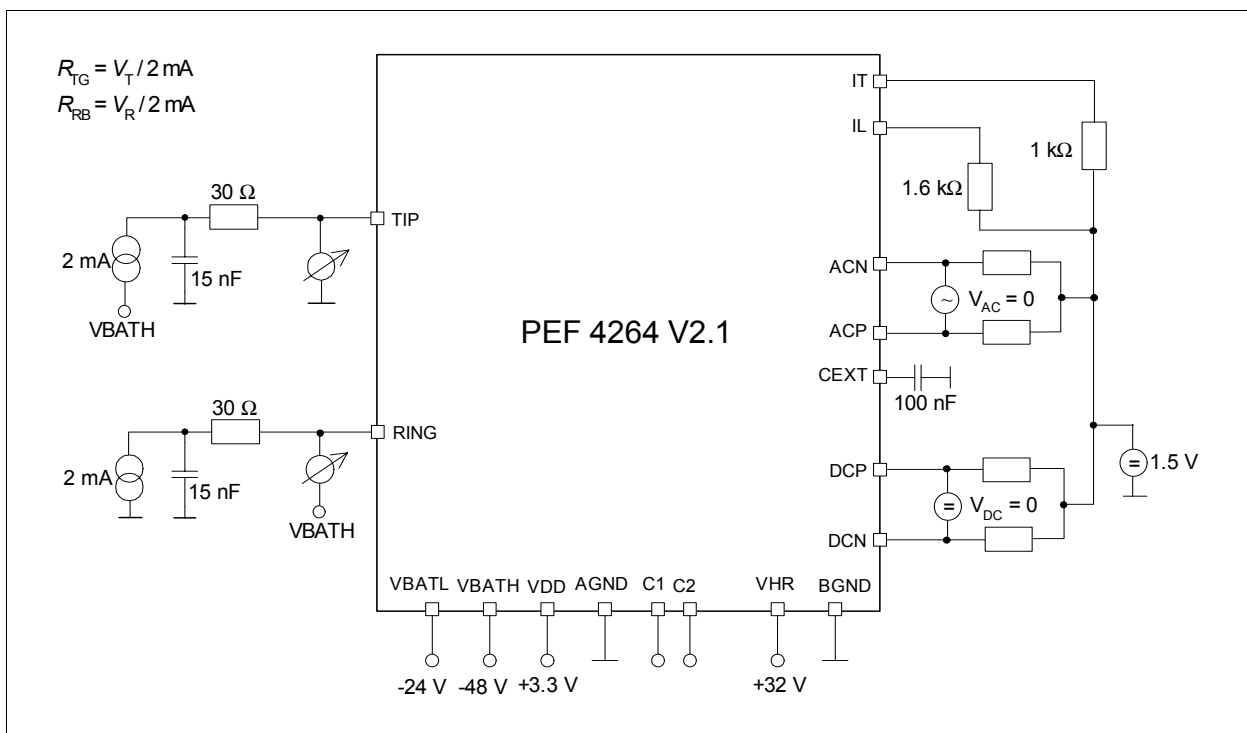 R_TG = V_T / 2 mA
R_RB = V_R / 2 mA
IT
IL
1 kΩ
1.6 kΩ
30 Ω
TIP
2 mA
15 nF
VBATH
ACN
V_AC = 0
ACP
PEF 4264 V2.1
CEXT
100 nF
30 Ω
RING
2 mA
15 nF
VBATH
DCP
V_DC = 0
DCN
1.5 V
VBATL VBATH VDD AGND C1 C2 VHR BGND
-24 V -48 V +3.3 V +32 V